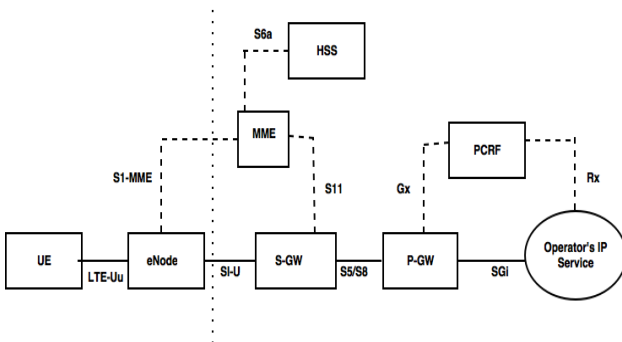 S6a
HSS
MME
PCRF
S1-MME
S11
Gx
Rx
UE
LTE-Uu
eNode
SI-U
S-GW
S5/S8
P-GW
SGi
Operator's IP
Service